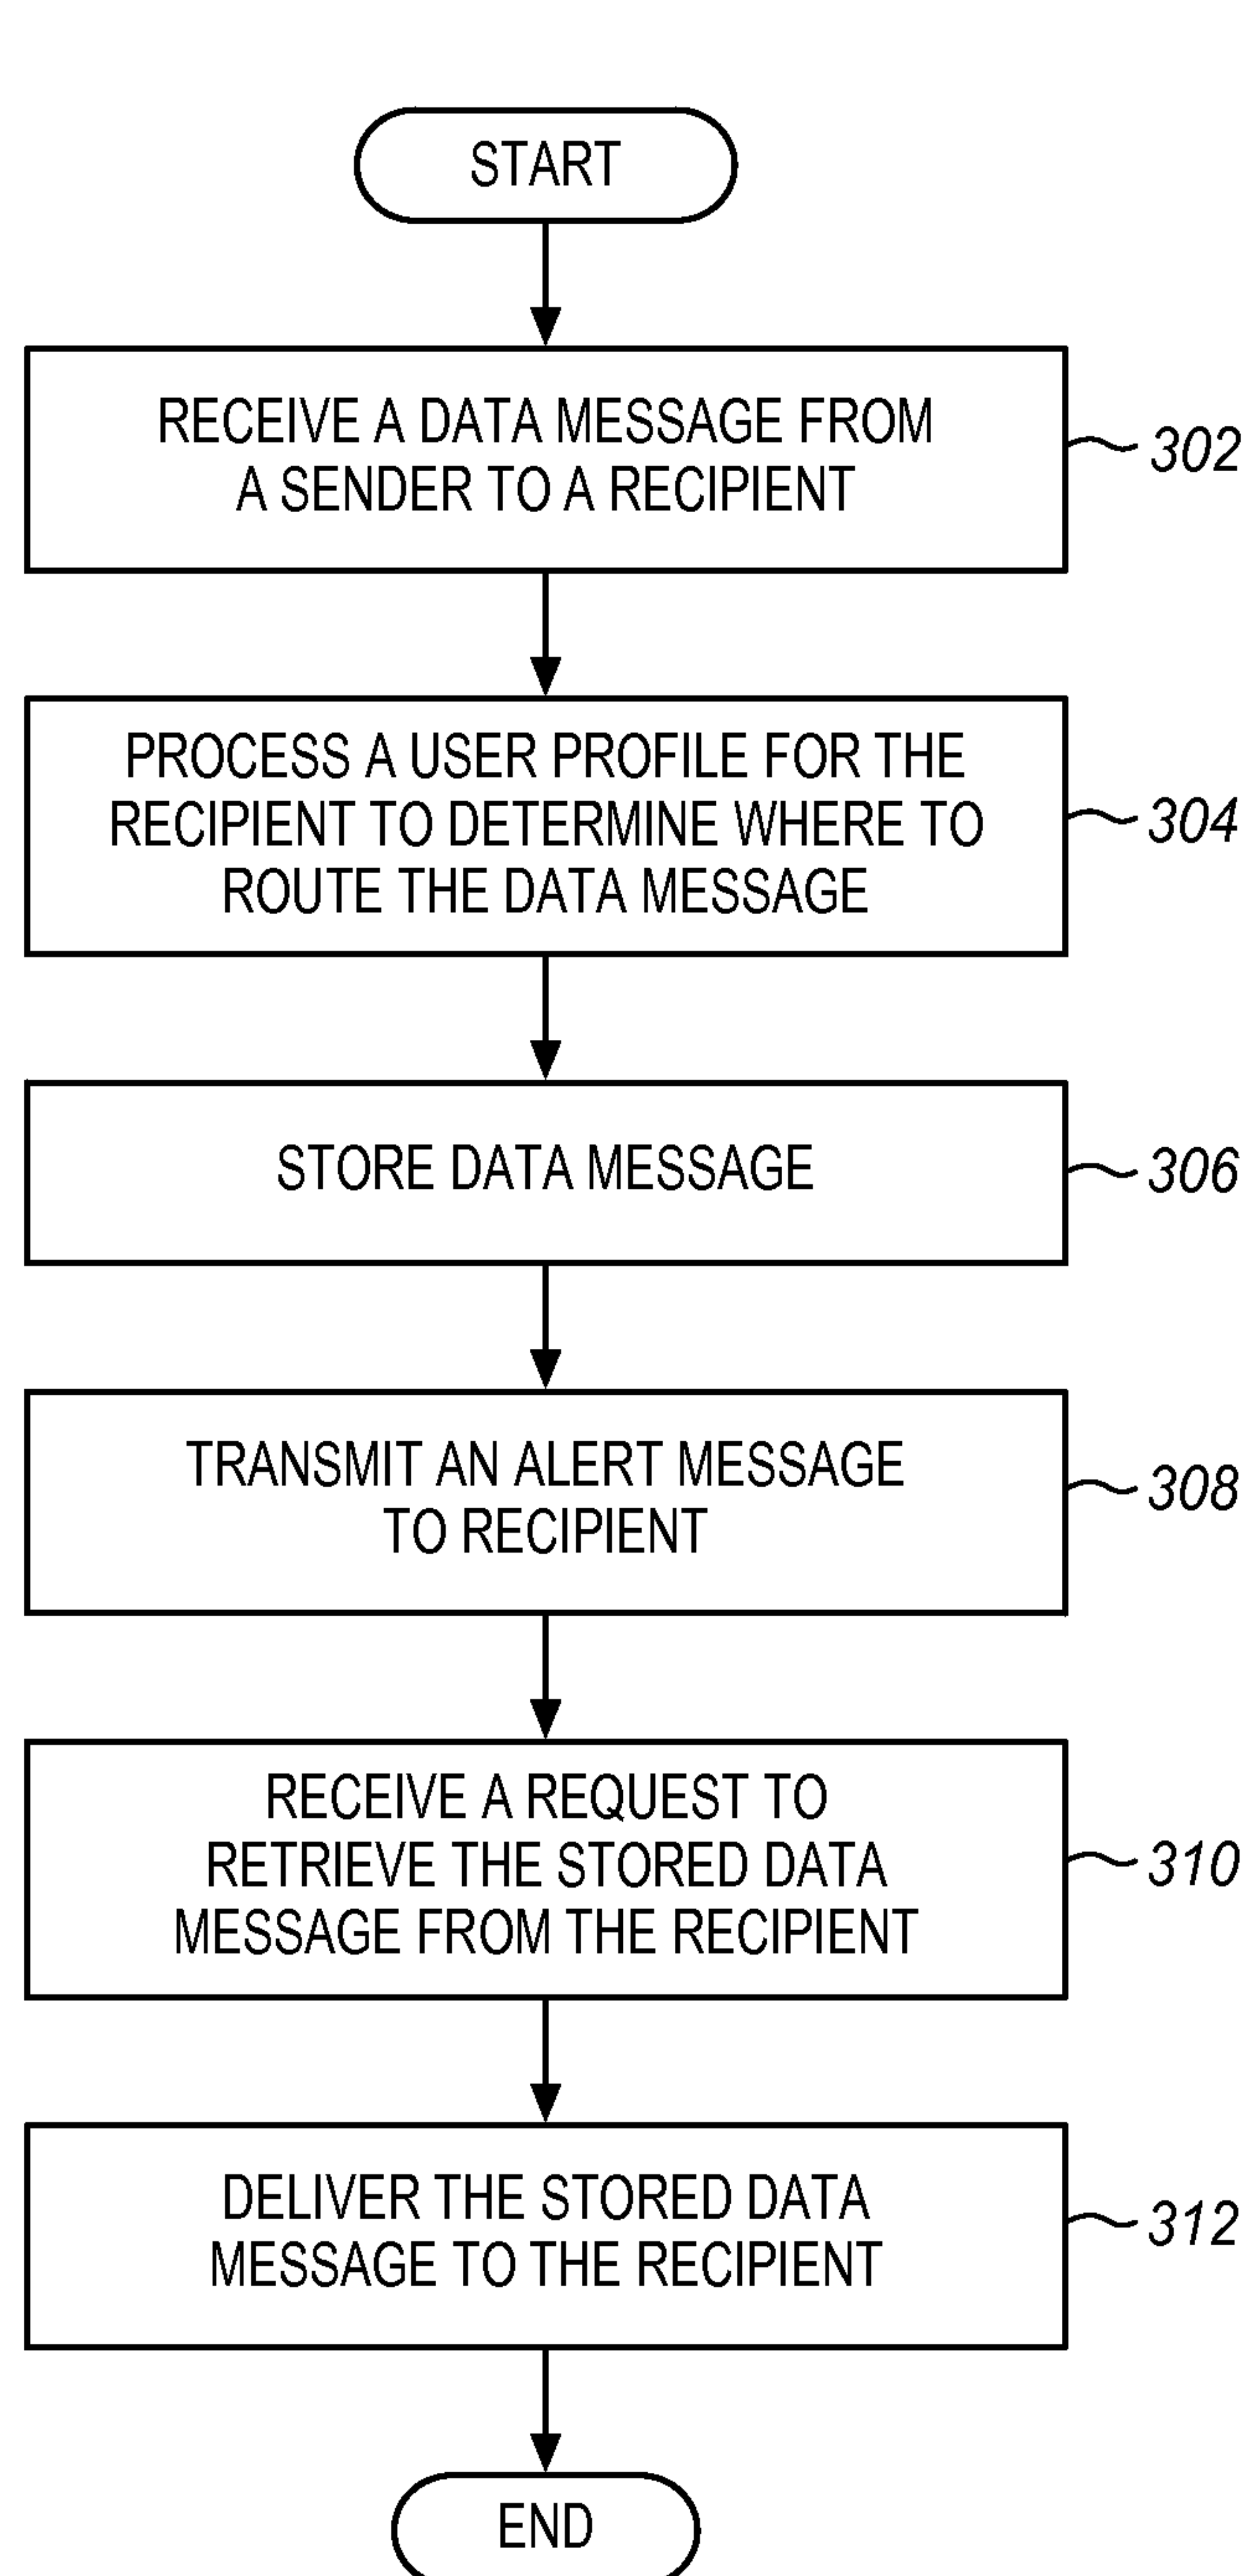 START
RECEIVE A DATA MESSAGE FROM
A SENDER TO A RECIPIENT
302
PROCESS A USER PROFILE FOR THE
RECIPIENT TO DETERMINE WHERE TO
ROUTE THE DATA MESSAGE
304
STORE DATA MESSAGE
306
TRANSMIT AN ALERT MESSAGE
TO RECIPIENT
308
RECEIVE A REQUEST TO
RETRIEVE THE STORED DATA
MESSAGE FROM THE RECIPIENT
310
DELIVER THE STORED DATA
MESSAGE TO THE RECIPIENT
312
END